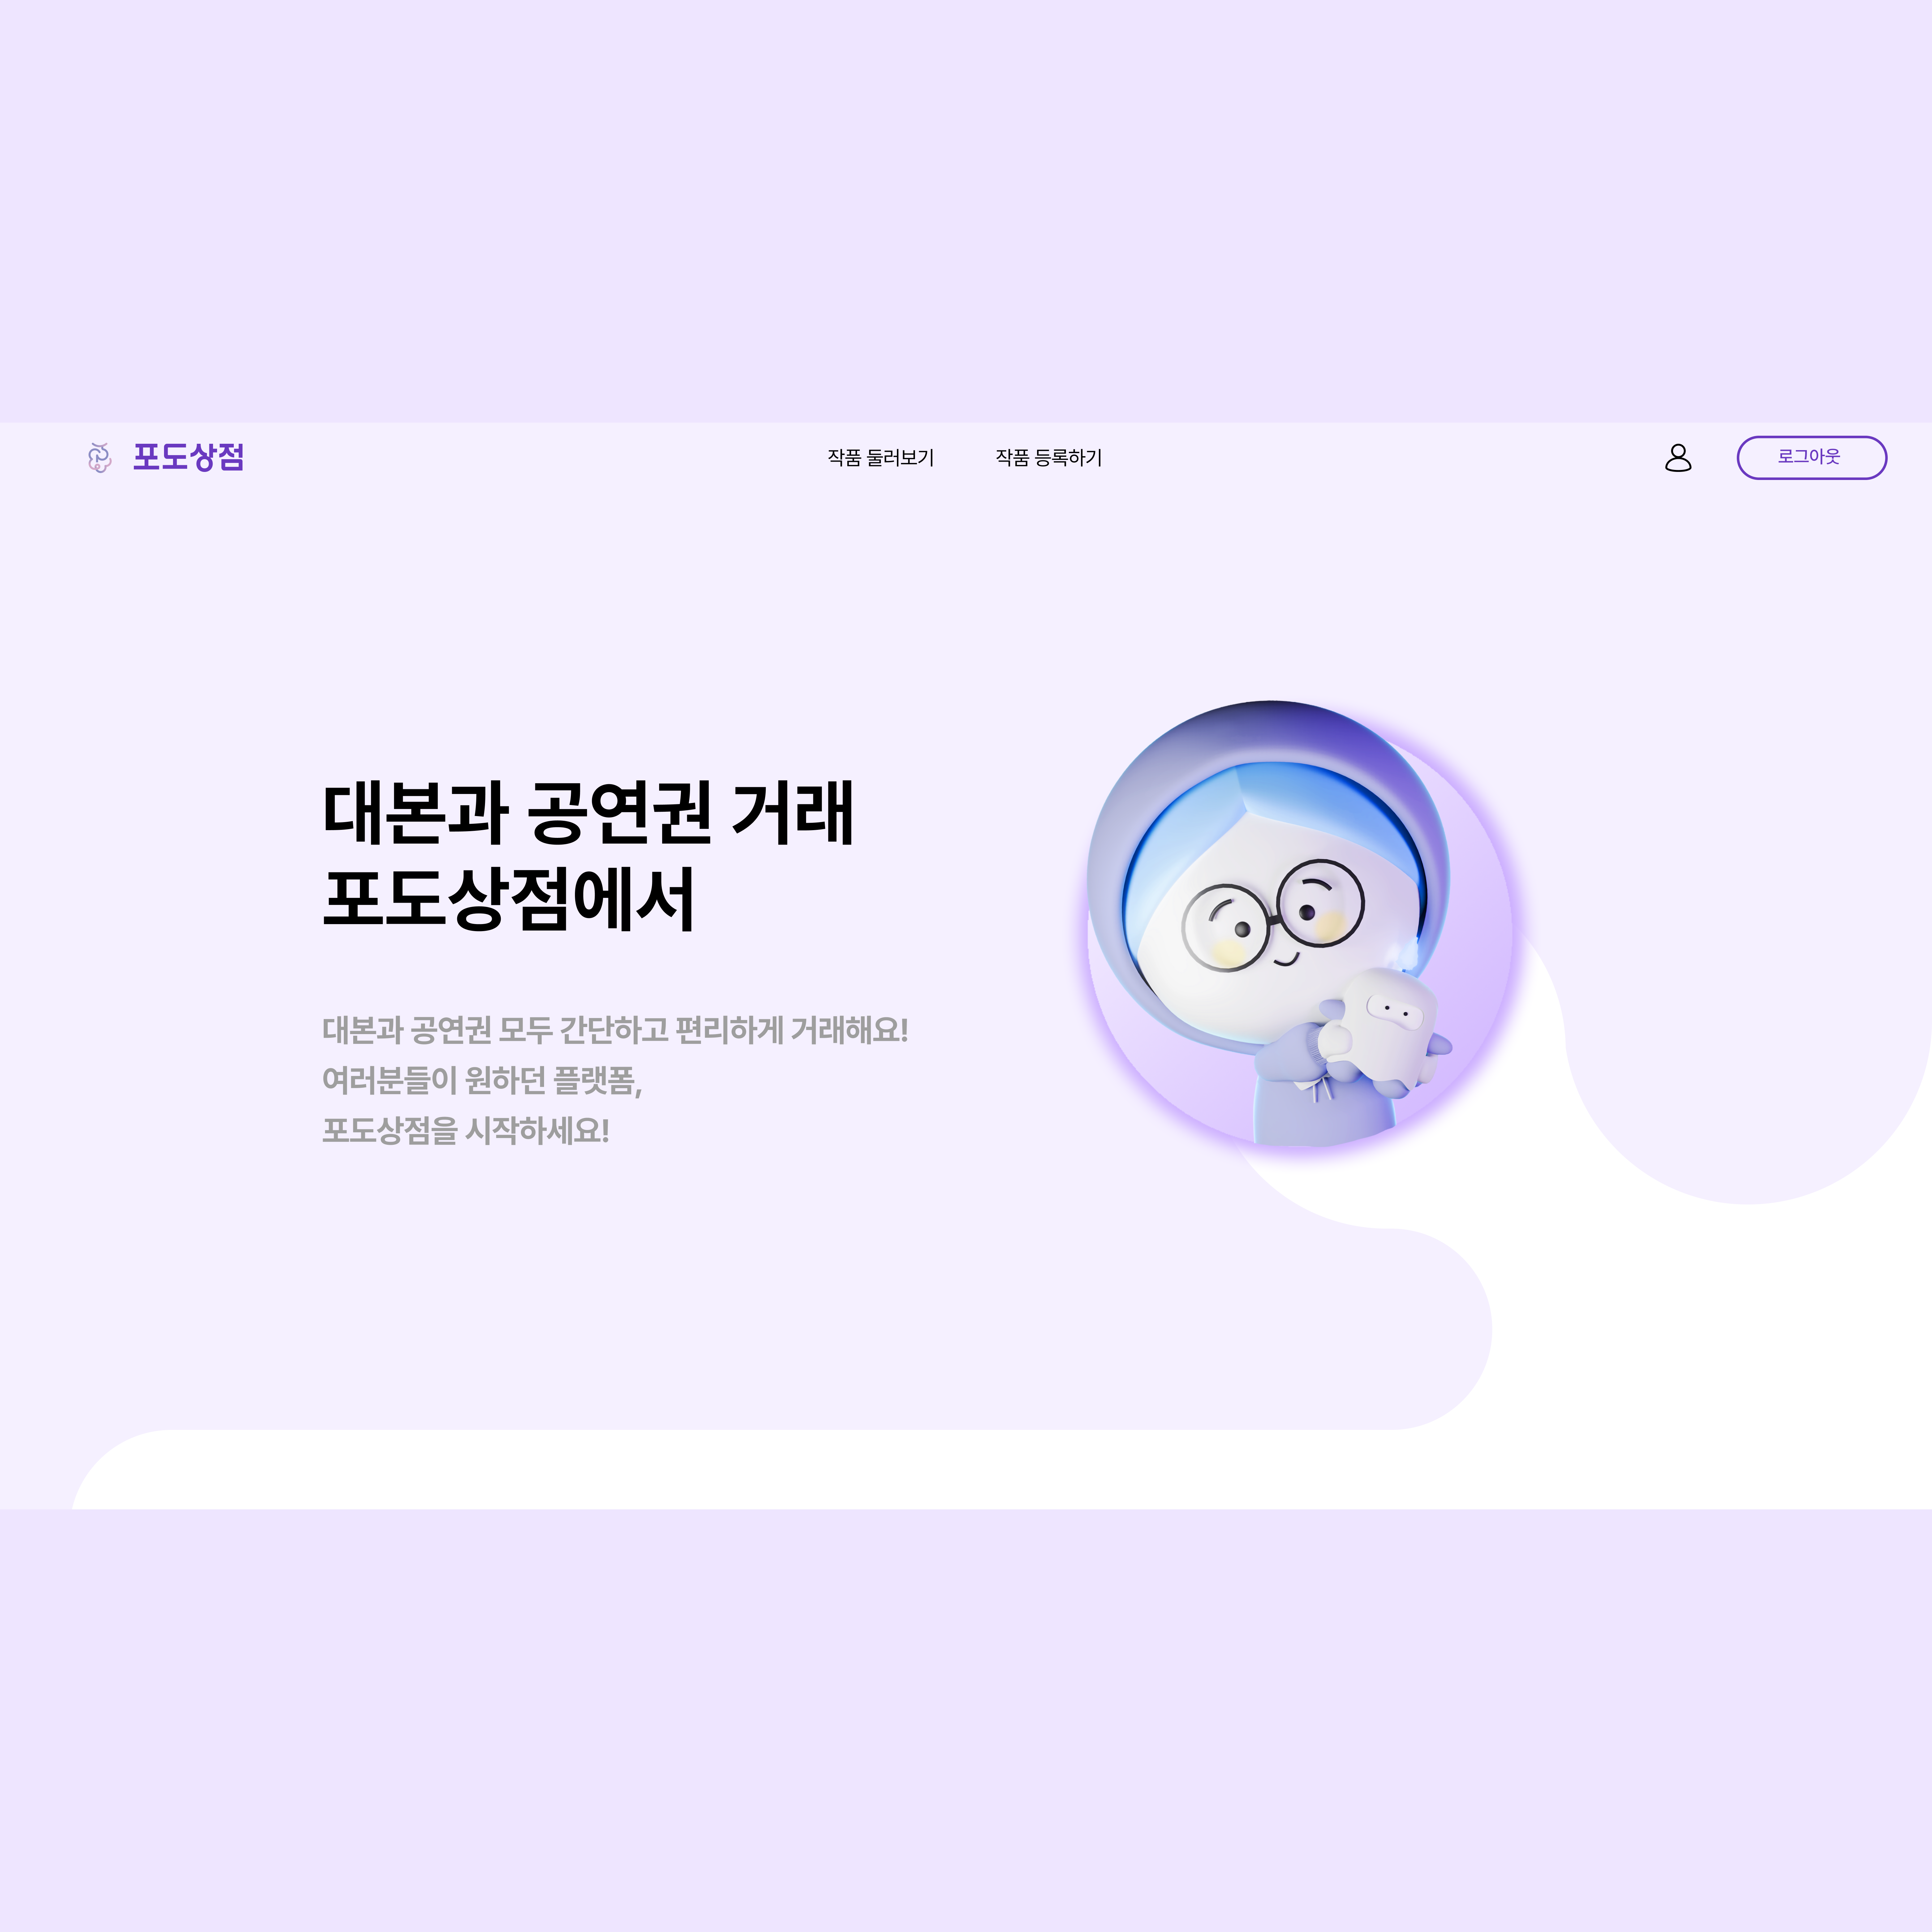 포도상점
작품 둘러보기
작품 등록하기
로그아웃
대본과 공연권 거래
포도상점에서
대본과 공연권 모두 간단하고 편리하게 거래해요!
여러분들이 원하던 플랫폼,
포도상점을 시작하세요!